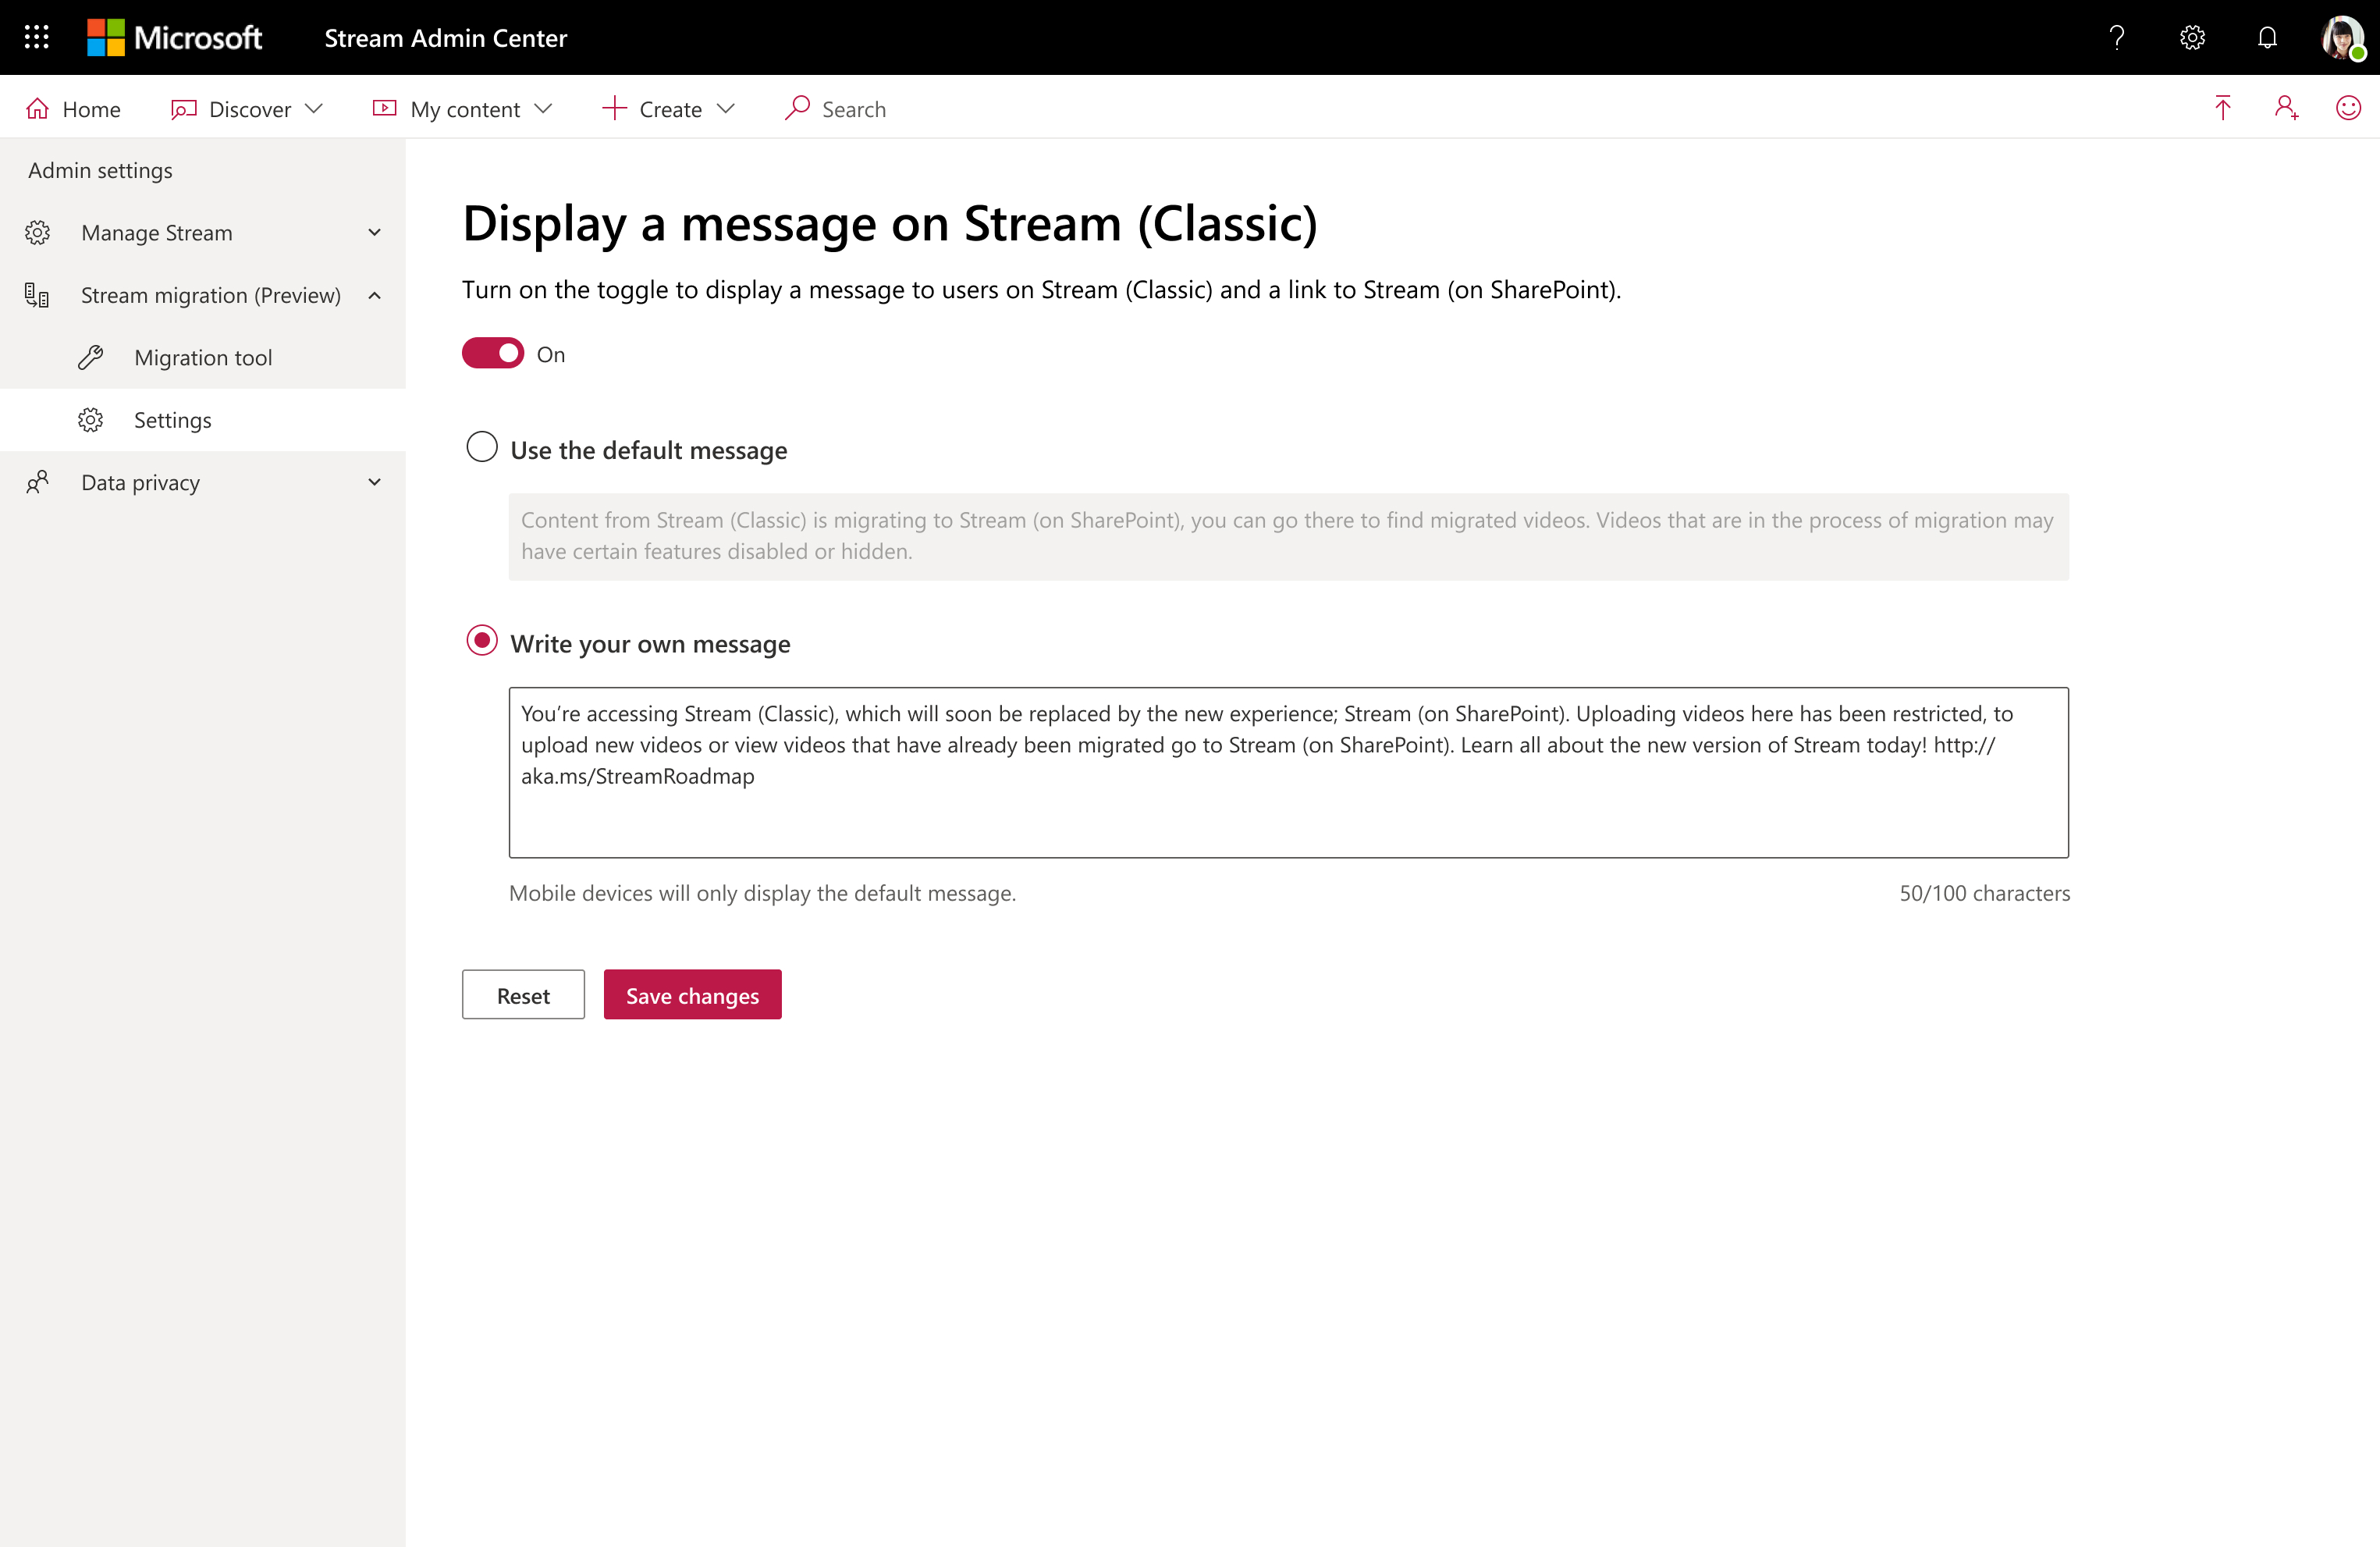 Microsoft
Stream Admin Center
Home
Discover
My content
Create
Search
Admin settings
Manage Stream
Stream migration (Preview)
Migration tool
Settings
Data privacy
Display a message on Stream (Classic)
Turn on the toggle to display a message to users on Stream (Classic) and a link to Stream (on SharePoint).
On
Use the default message
Content from Stream (Classic) is migrating to Stream (on SharePoint), you can go there to find migrated videos. Videos that are in the process of migration may
have certain features disabled or hidden.
Write your own message
You’re accessing Stream (Classic), which will soon be replaced by the new experience; Stream (on SharePoint). Uploading videos here has been restricted, to
upload new videos or view videos that have already been migrated go to Stream (on SharePoint). Learn all about the new version of Stream today! http://
aka.ms/StreamRoadmap
Mobile devices will only display the default message.
50/100 characters
Reset
Save changes